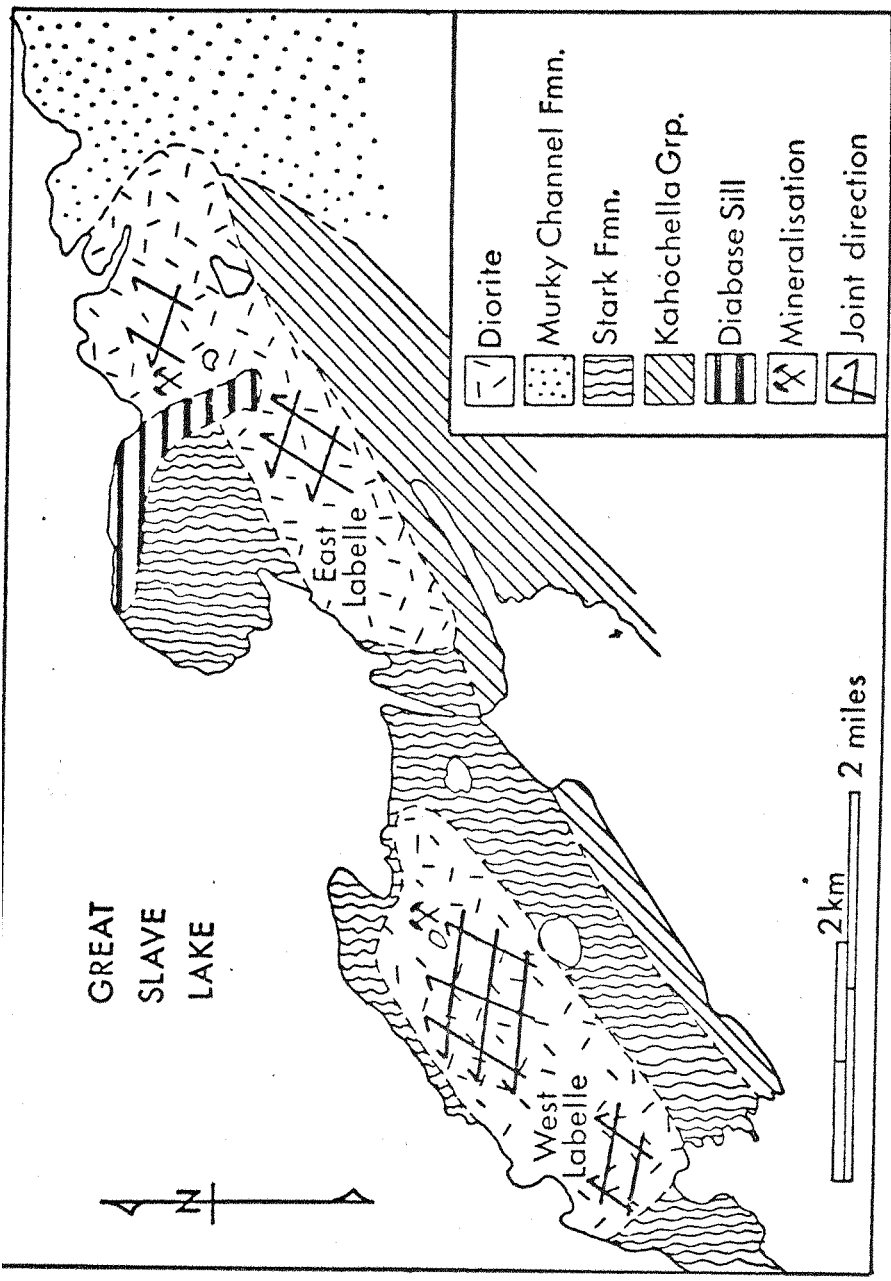 GREAT
SLAVE
LAKE
N
West
Labelle
East
Labelle
2km
2 miles
Diorite
Murky Channel Fmn.
Stark Fmn.
Kahochella Grp.
Diabase Sill
Mineralisation
Joint direction